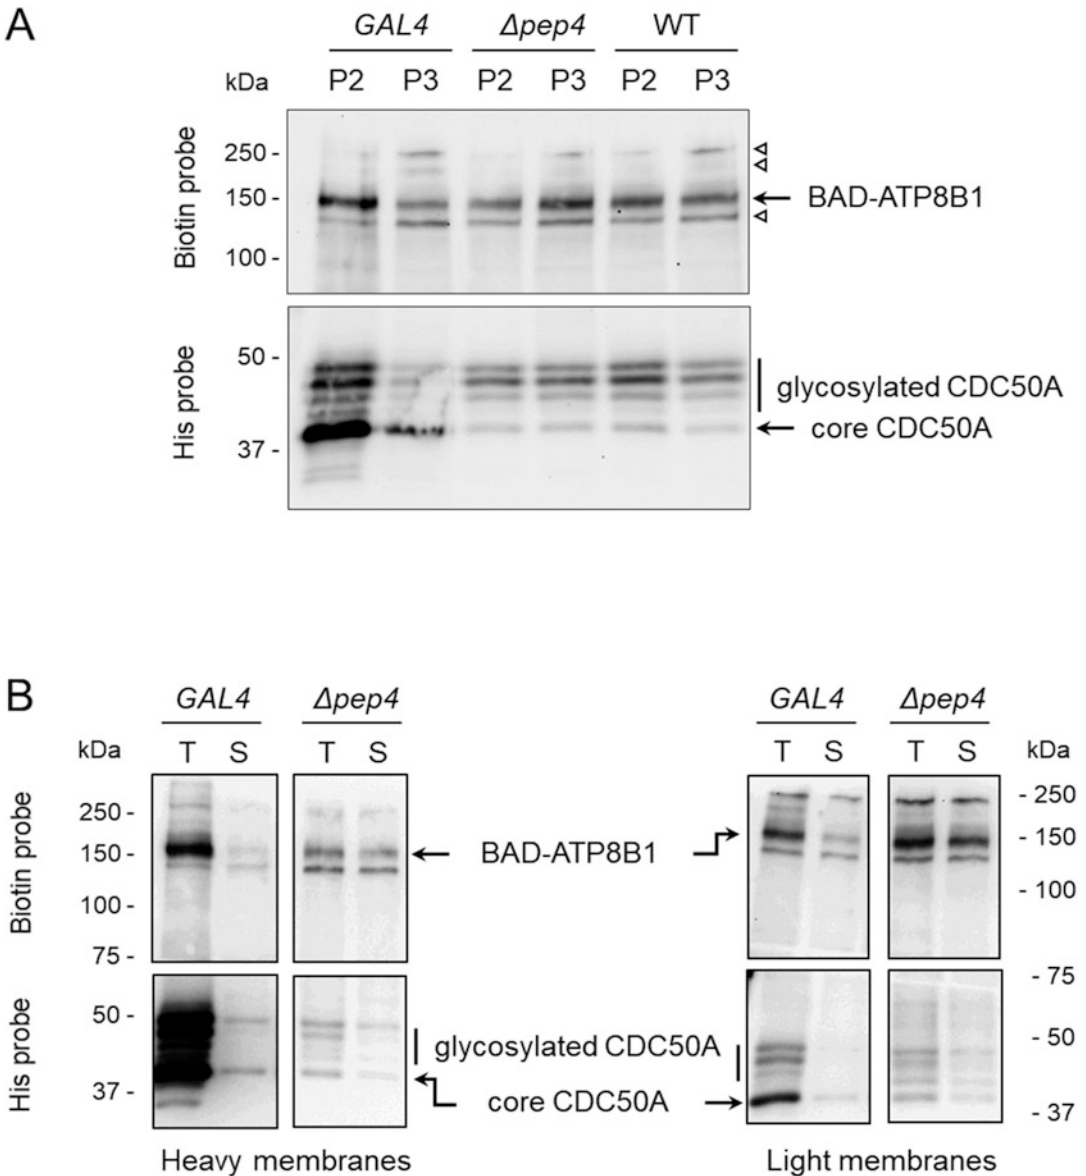 A
GAL4 Δpep4 WT
kDa P2 P3 P2 P3 P2 P3
Biotin probe
250 -
150 -
100 -
BAD-ATP8B1
His probe
50 -
37 -
glycosylated CDC50A
core CDC50A
B
GAL4 Δpep4 GAL4 Δpep4
kDa T S T S T S T S kDa
Biotin probe
250 -
150 -
100 -
75 -
BAD-ATP8B1
- 250
- 150
- 100
- 75
His probe
50 -
37 -
glycosylated CDC50A
core CDC50A
- 50
- 37
Heavy membranes Light membranes